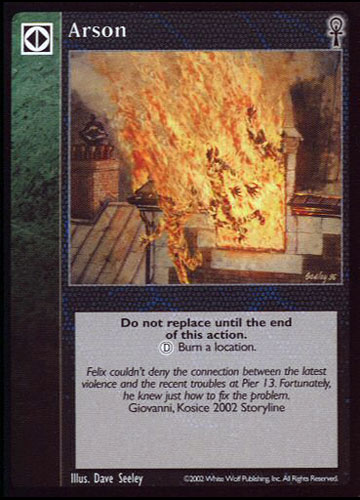 Arson
Seeley 96
Do not replace until the end
of this action.
D Burn a location.
Felix couldn't deny the connection between the latest
violence and the recent troubles at Pier 13. Fortunately,
he knew just how to fix the problem.
Giovanni, Kosice 2002 Storyline
Illus. Dave Seeley
©2002 White Wolf Publishing, Inc. All Rights Reserved.